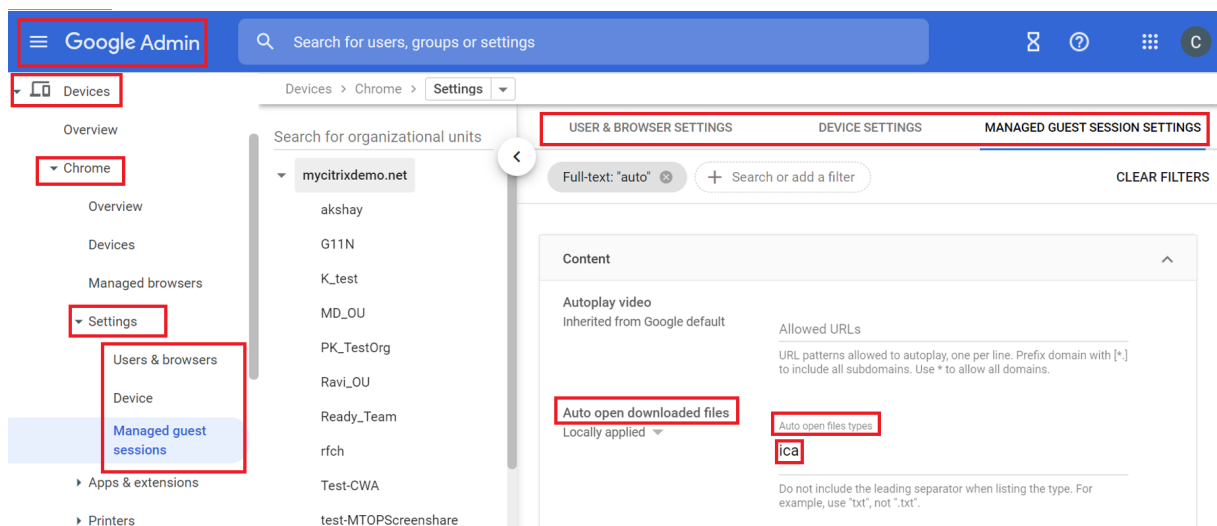 Google Admin
Search for users, groups or settings
C
Devices
Overview
Chrome
Overview
Devices
Managed browsers
Settings
Users & browsers
Device
Managed guest
sessions
Apps & extensions
Printers
Devices > Chrome > Settings
Search for organizational units
mycitrixdemo.net
akshay
G11N
K_test
MD_OU
PK_TestOrg
Ravi_OU
Ready_Team
rfch
Test-CWA
test-MTOPScreenshare
USER & BROWSER SETTINGS DEVICE SETTINGS MANAGED GUEST SESSION SETTINGS
Full-text: "auto" + Search or add a filter CLEAR FILTERS
Content
Autoplay video
Inherited from Google default
Allowed URLs
URL patterns allowed to autoplay, one per line. Prefix domain with [*.]
to include all subdomains. Use * to allow all domains.
Auto open downloaded files
Locally applied
Auto open files types
ica
Do not include the leading separator when listing the type. For
example, use "txt", not ".txt".